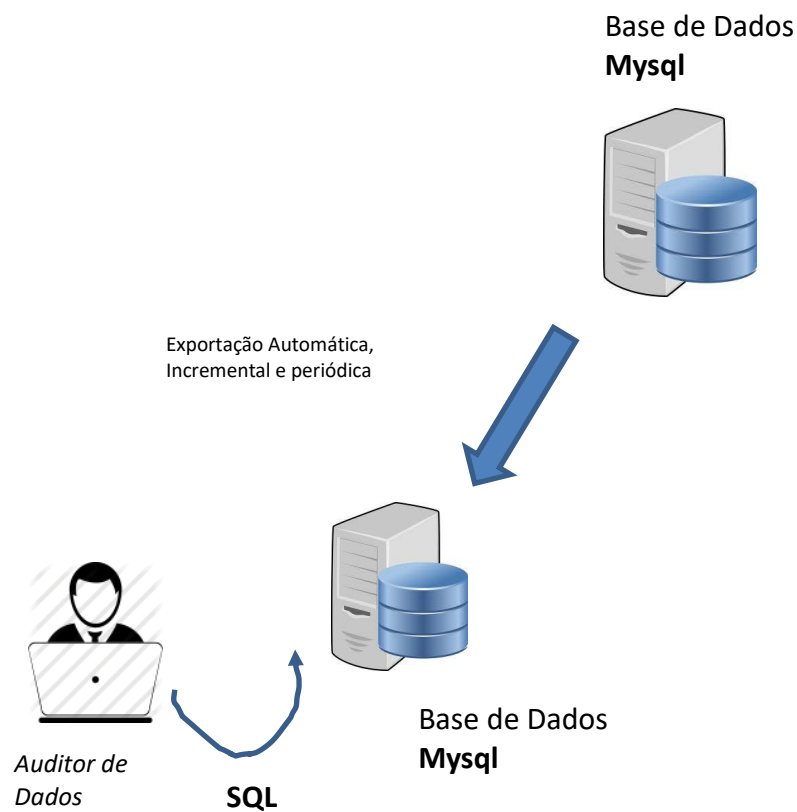 Base de Dados
Mysql
Exportação Automática,
Incremental e periódica
Base de Dados
Mysql
Auditor de
Dados
SQL